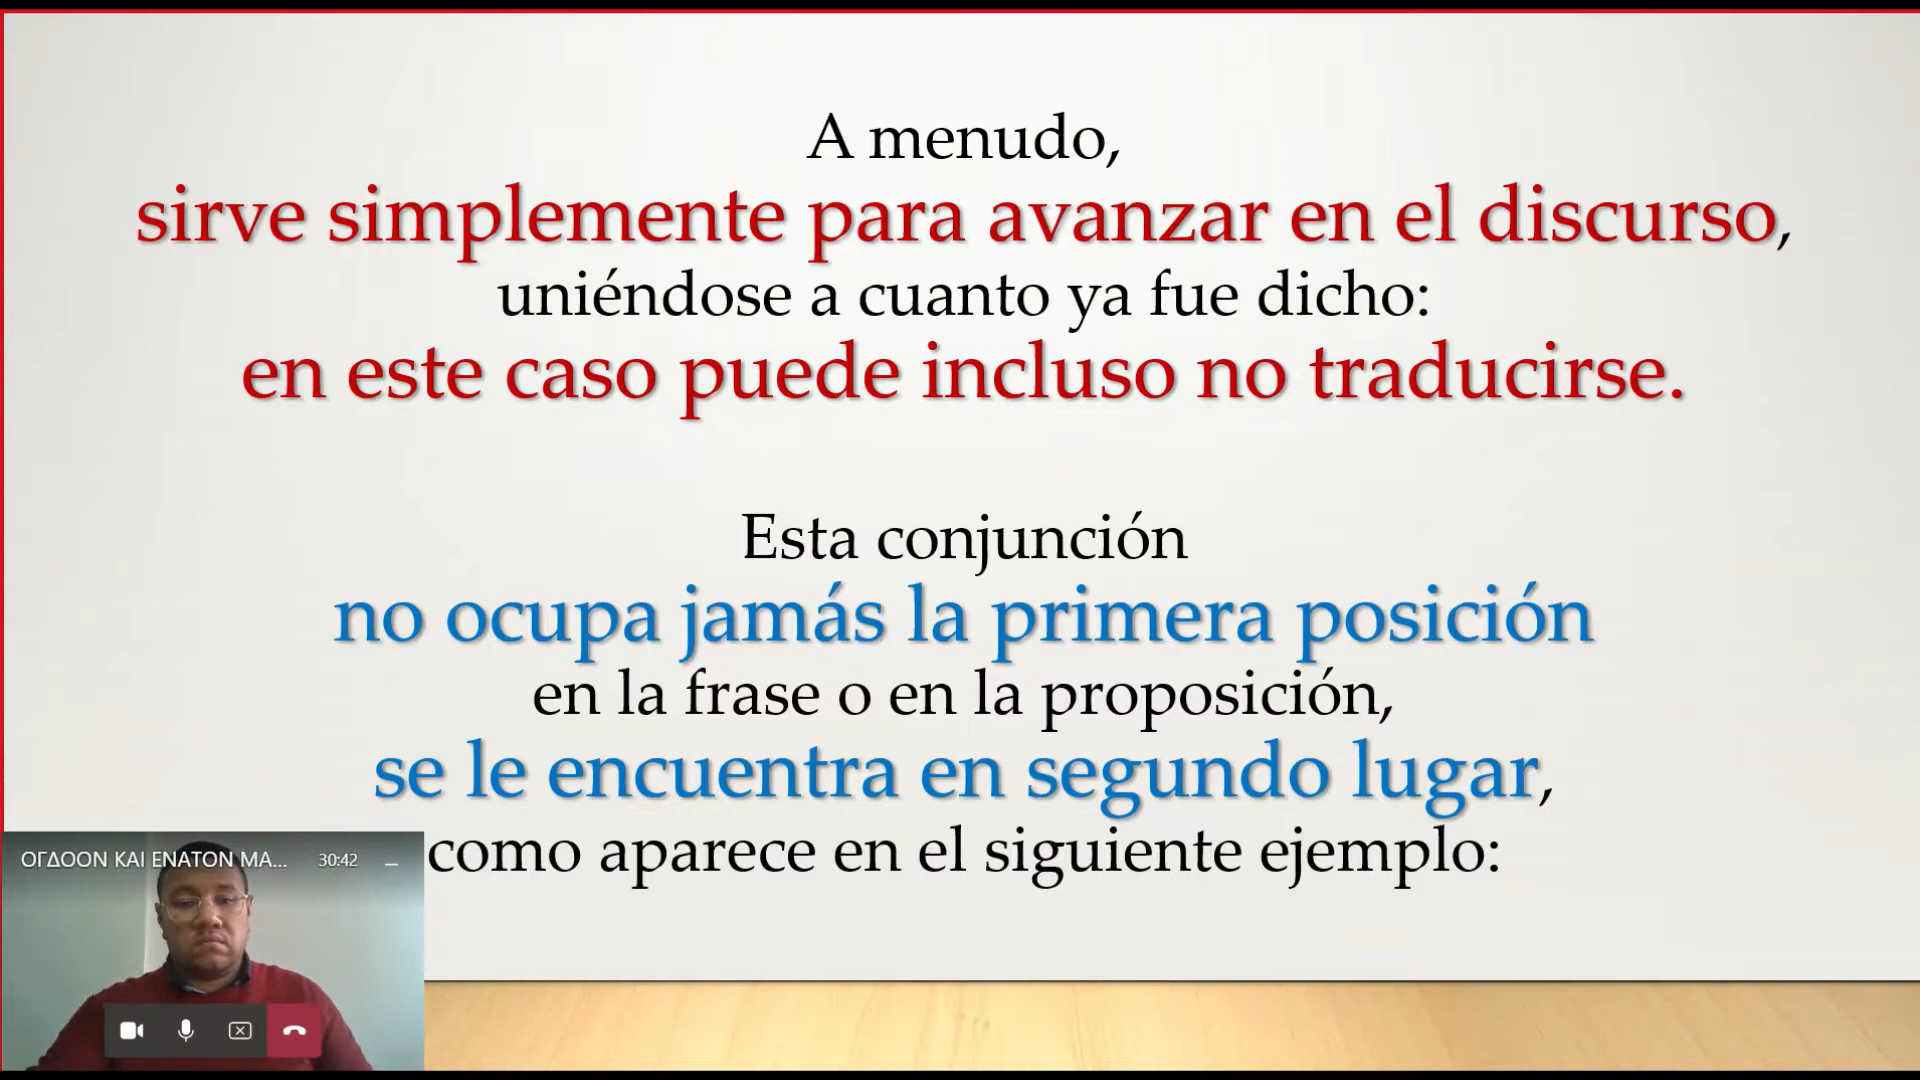 A menudo,
sirve simplemente para avanzar en el discurso,
uniéndose a cuanto ya fue dicho:
en este caso puede incluso no traducirse.
Esta conjunción
no ocupa jamás la primera posición
en la frase o en la proposición,
se le encuentra en segundo lugar,
como aparece en el siguiente ejemplo:
ΟΓΔΟΟΝ ΚΑΙ ΕΝΑΤΟΝ ΜΑ... 30:42